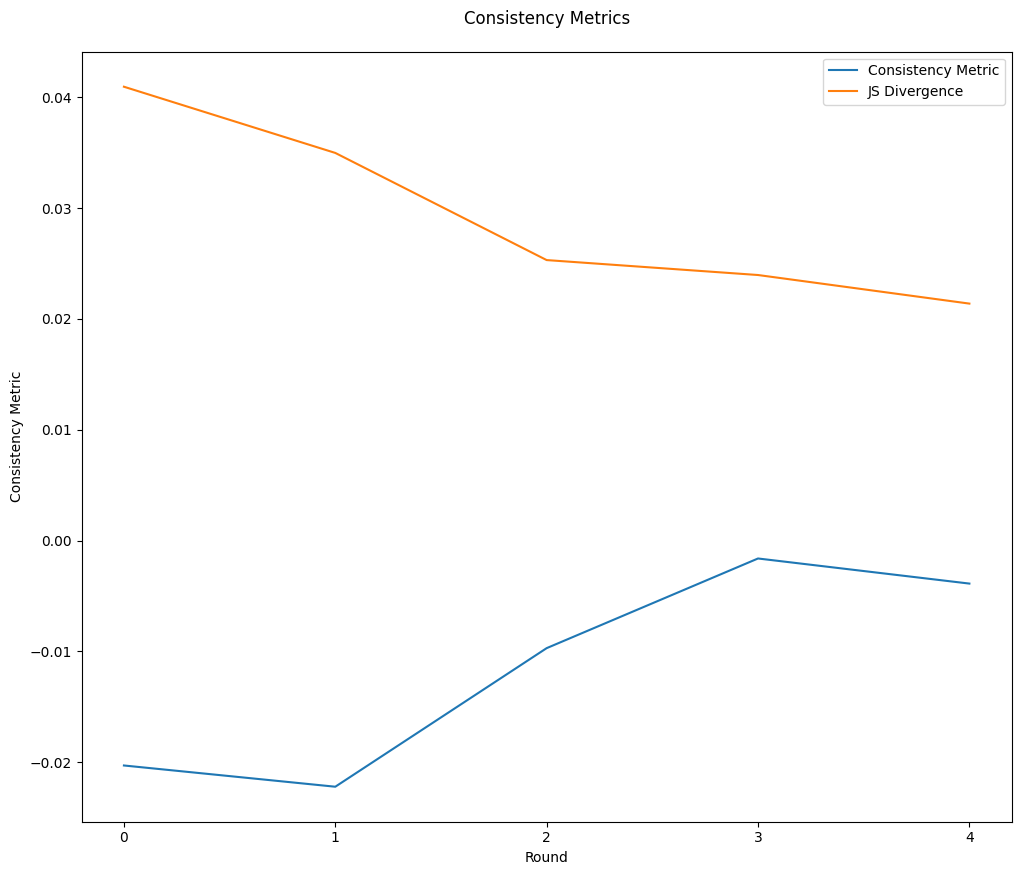 Consistency Metrics
Consistency Metric
JS Divergence
0.04
0.03
0.02
0.01
0.00
−0.01
−0.02
Consistency Metric
0 1 2 3 4
Round